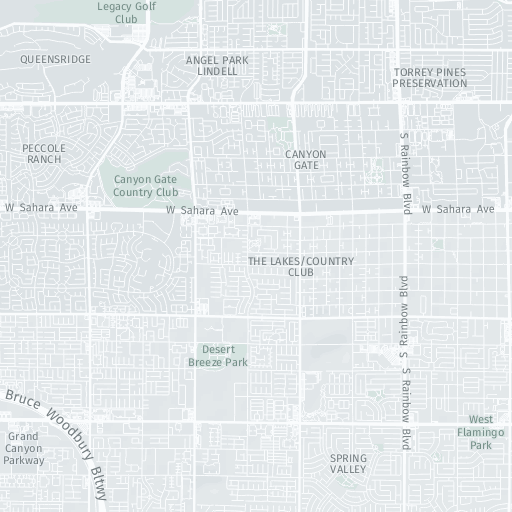 Legacy Golf
Club
QUEENSRIDGE
ANGEL PARK
LINDELL
TORREY PINES
PRESERVATION
PECCOLE
RANCH
CANYON
GATE
S Rainbow Blvd
Canyon Gate
Country Club
W Sahara Ave
W Sahara Ave
W Sahara Ave
THE LAKES/COUNTRY
CLUB
S Rainbow Blvd
Desert
Breeze Park
S Rainbow Blvd
Bruce Woodbury Bltwy
West
Flamingo
Park
Grand
Canyon
Parkway
SPRING
VALLEY